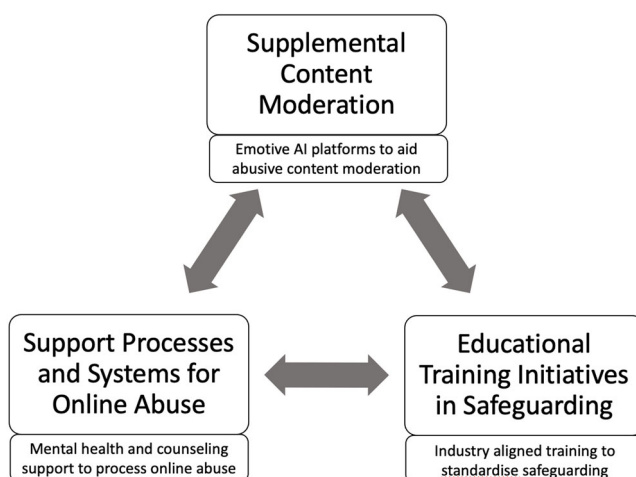 Supplemental
Content
Moderation
Emotive AI platforms to aid
abusive content moderation
Support Processes
and Systems for
Online Abuse
Mental health and counseling
support to process online abuse
Educational
Training Initiatives
in Safeguarding
Industry aligned training to
standardise safeguarding